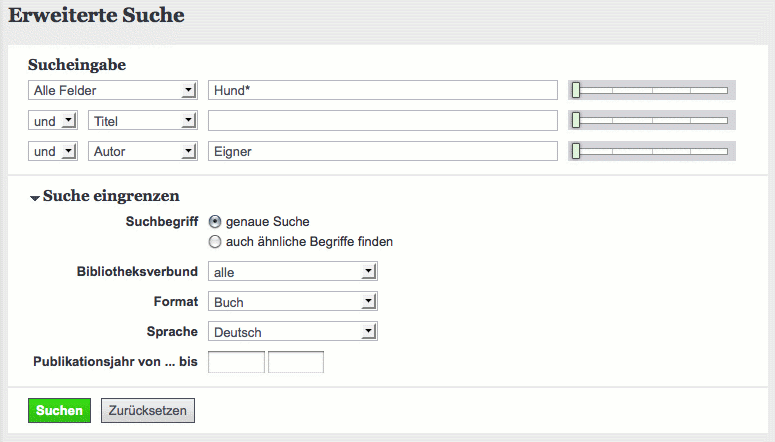 Erweiterte Suche
Sucheingabe
Alle Felder Hund*
und Titel
und Autor Eigner
Suche eingrenzen
Suchbegriff genaue Suche
auch ähnliche Begriffe finden
Bibliotheksverbund alle
Format Buch
Sprache Deutsch
Publikationsjahr von ... bis
Suchen Zurücksetzen